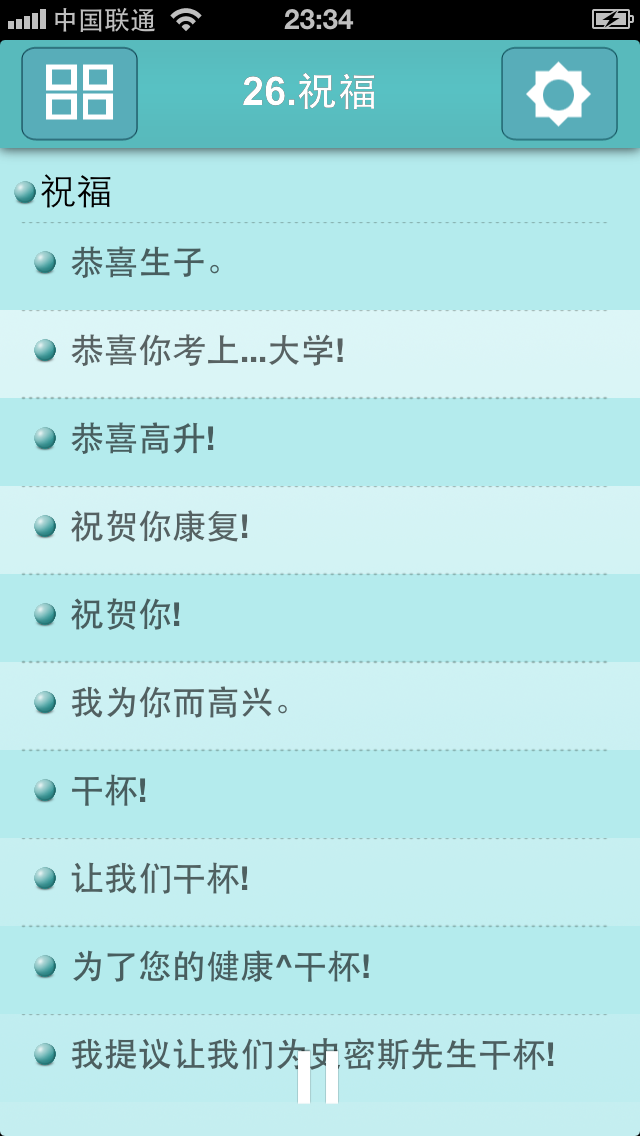 中国联通 23:34
26.祝福
祝福
恭喜生子。
恭喜你考上...大学!
恭喜高升!
祝贺你康复!
祝贺你!
我为你而高兴。
干杯!
让我们干杯!
为了您的健康^干杯!
我提议让我们为史密斯先生干杯!